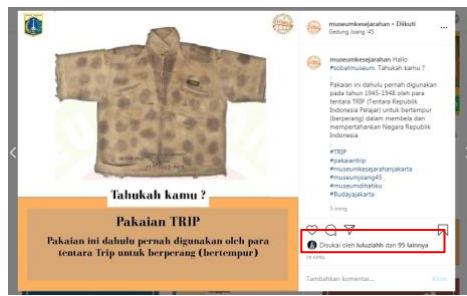 Tahukah kamu ?
Pakaian TRIP
Pakaian ini dahulu pernah digunakan oleh para
tentara Trip untuk berperang (bertempur)
museumkesejarahan • Diikuti
Gedung Joang '45
museumkesejarahan Hallo
#sobatmuseum. Tahukah kamu ?
Pakaian ini dahulu pernah digunakan
pada tahun 1945-1948 oleh para
tentara TRIP (Tentara Republik
Indonesia Pelajar) untuk bertempur
(berperang) dalam membela dan
mempertahankan Negara Republik
Indonesia
#TRIP
#pakaiantrip
#museumkesejarahanjakarta
#museumjoang45
#museumdihatiku
#Budayajakarta
Disukai oleh luluzlahh dan 95 lainnya
Tambahkan komentar...
Kirim